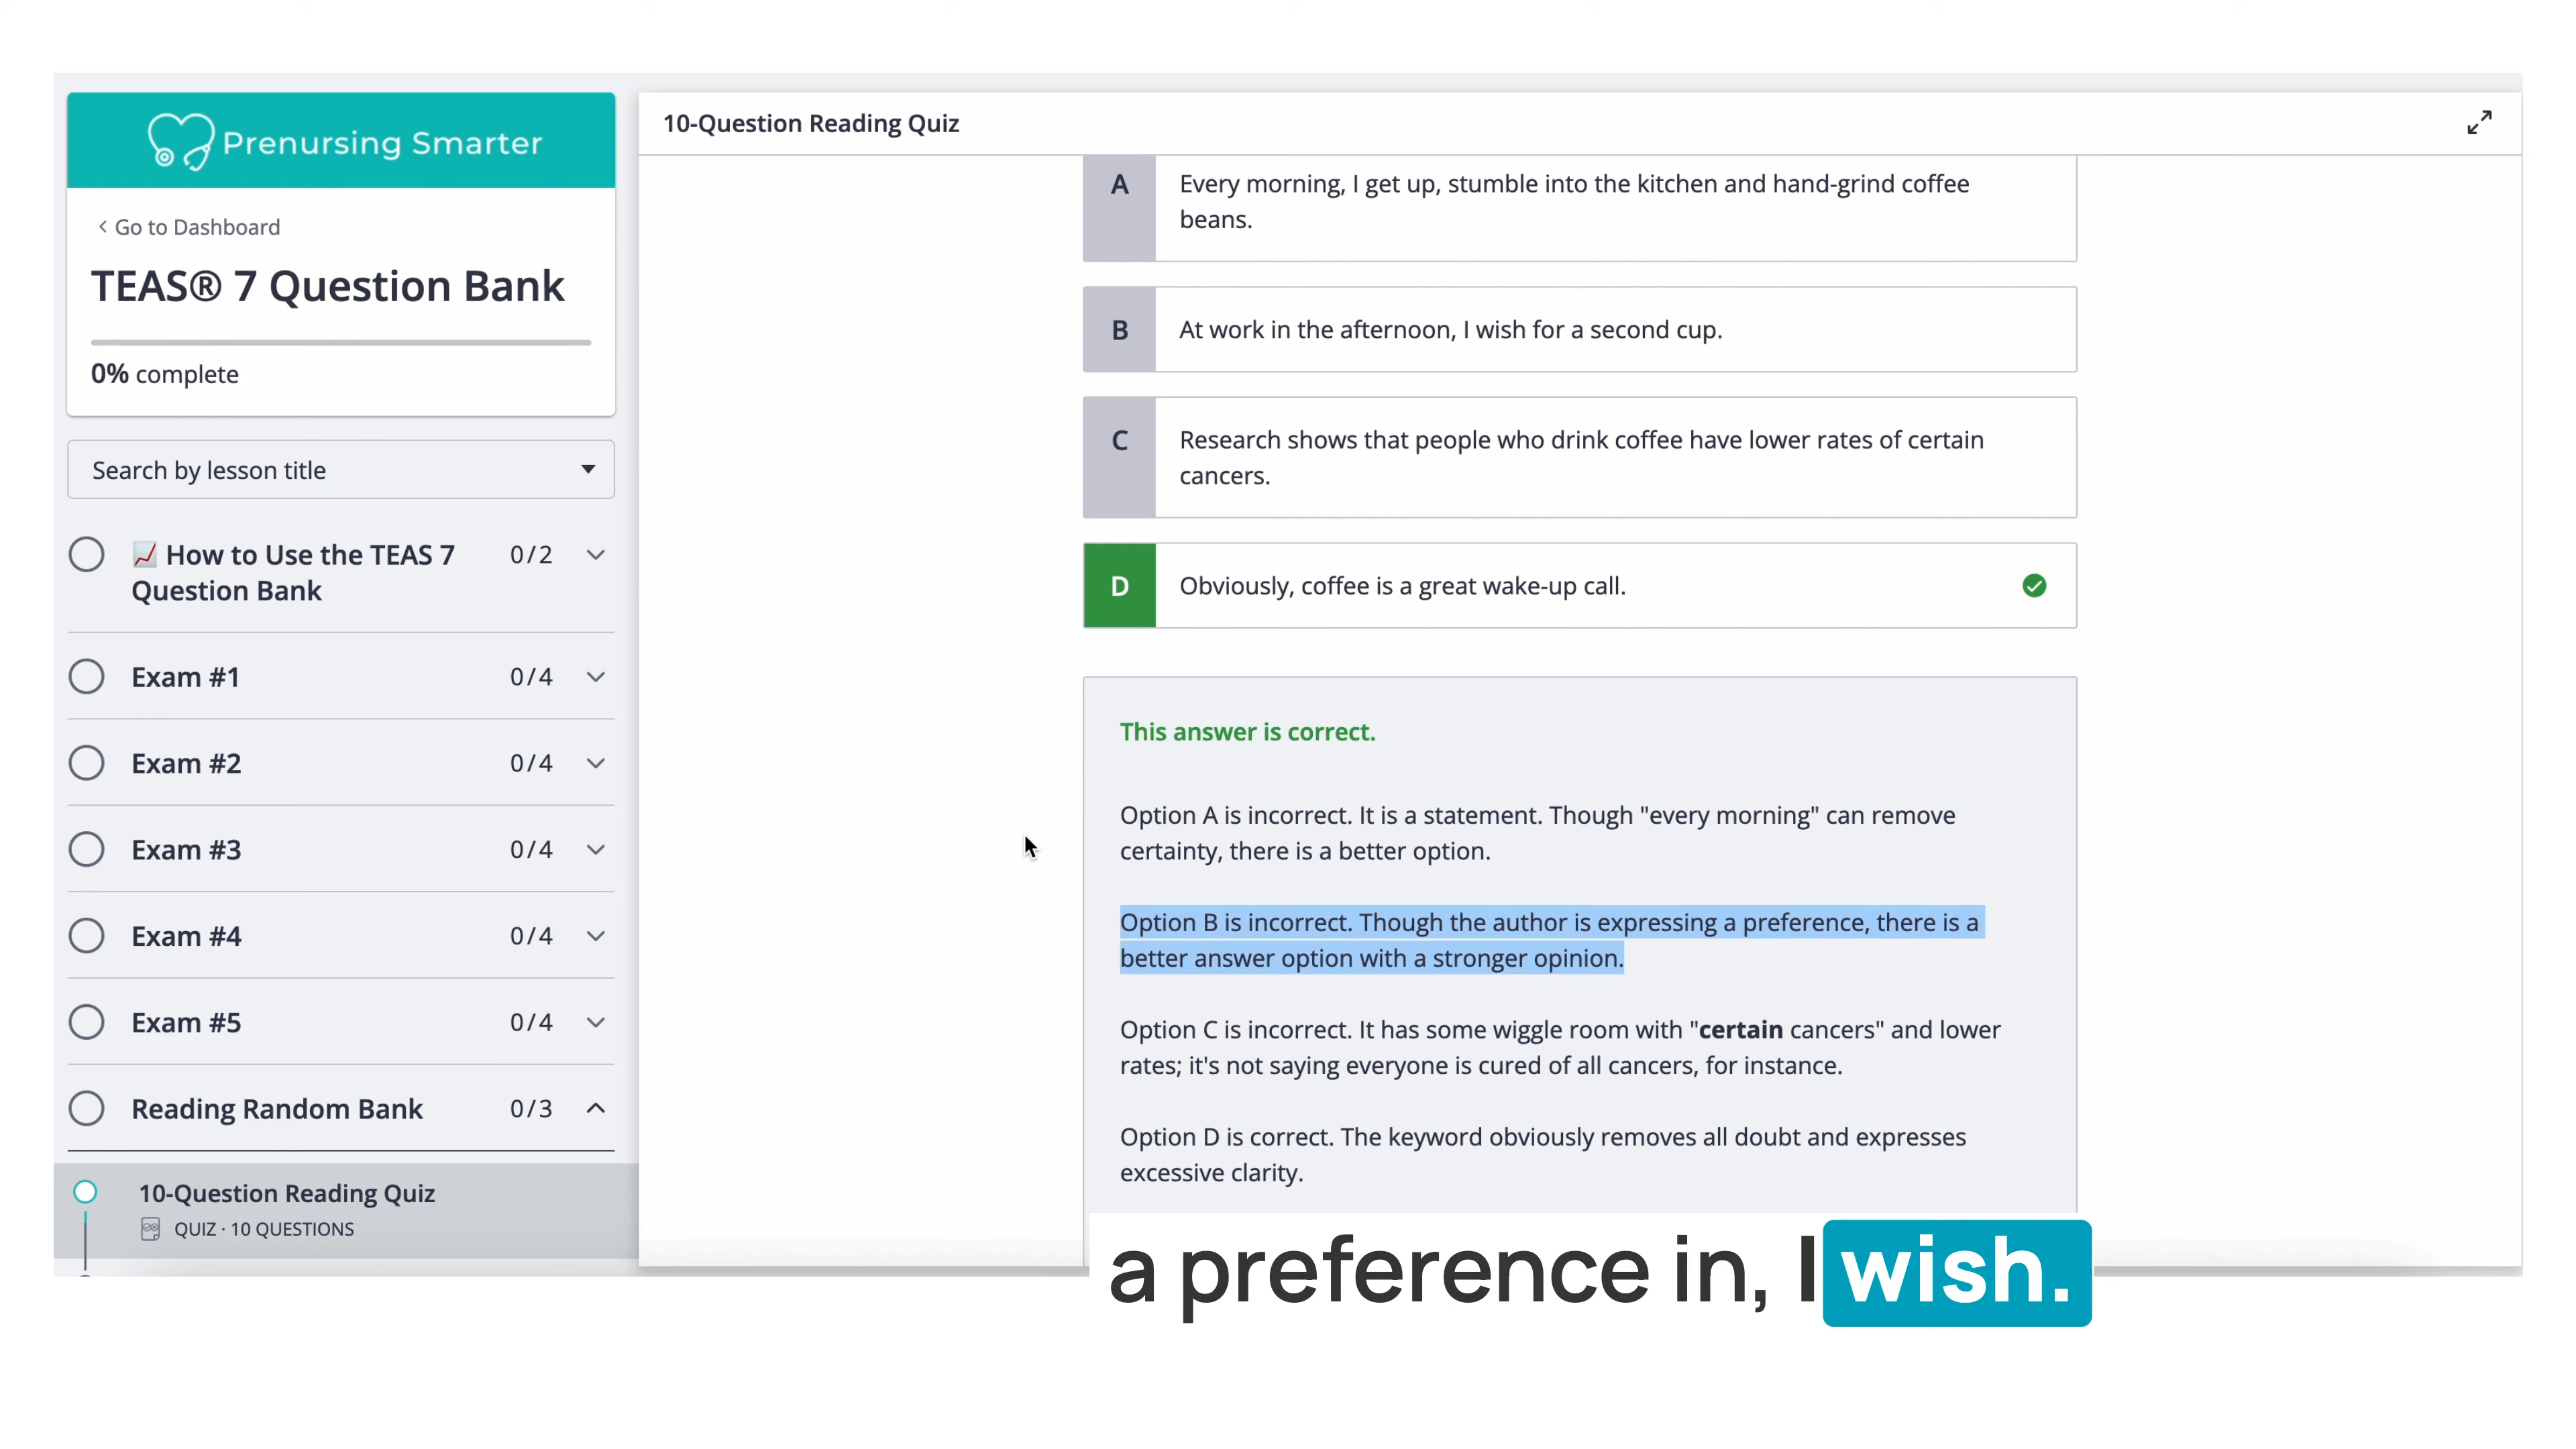 Prenursing Smarter
Go to Dashboard
TEAS® 7 Question Bank
0% complete
Search by lesson title
How to Use the TEAS 7 0/2
Question Bank
Exam #1 0/4
Exam #2 0/4
Exam #3 0/4
Exam #4 0/4
Exam #5 0/4
Reading Random Bank 0/3
10-Question Reading Quiz
QUIZ · 10 QUESTIONS
10-Question Reading Quiz
A Every morning, I get up, stumble into the kitchen and hand-grind coffee
beans.
B At work in the afternoon, I wish for a second cup.
C Research shows that people who drink coffee have lower rates of certain
cancers.
D Obviously, coffee is a great wake-up call.
This answer is correct.
Option A is incorrect. It is a statement. Though "every morning" can remove
certainty, there is a better option.
Option B is incorrect. Though the author is expressing a preference, there is a
better answer option with a stronger opinion.
Option C is incorrect. It has some wiggle room with "certain cancers" and lower
rates; it's not saying everyone is cured of all cancers, for instance.
Option D is correct. The keyword obviously removes all doubt and expresses
excessive clarity.
a preference in, I wish.